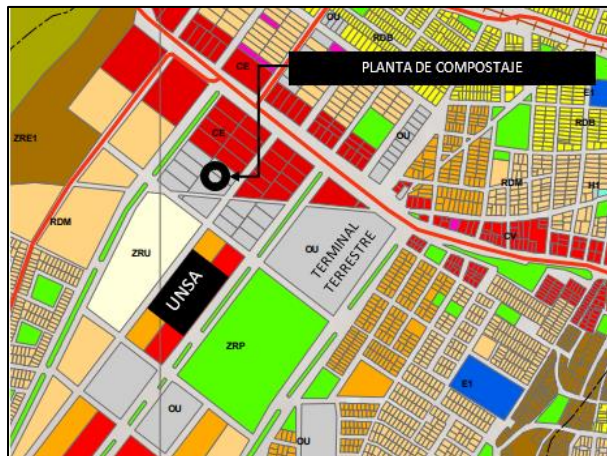 OU
RDB
CE
PLANTA DE COMPOSTAJE
E1
RDB
ZRE1
CE
OU
RDM
H1
RDM
CV
ZRU
OU
TERMINAL
TERRESTRE
UNSA
ZRP
E1
OU
OU